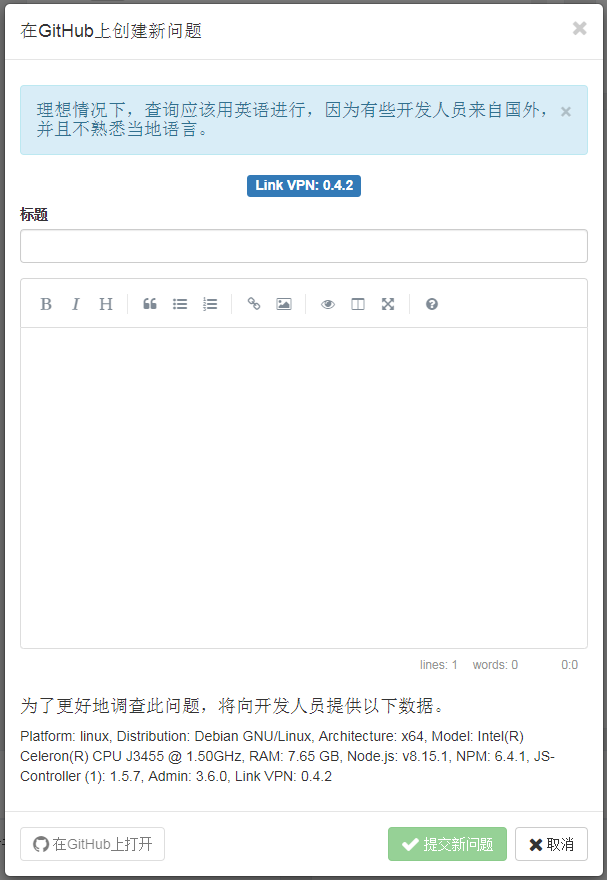 在GitHub上创建新问题
理想情况下，查询应该用英语进行，因为有些开发人员来自国外，
并且不熟悉当地语言。
Link VPN: 0.4.2
标题
B I H
lines: 1 words: 0 0:0
为了更好地调查此问题，将向开发人员提供以下数据。
Platform: linux, Distribution: Debian GNU/Linux, Architecture: x64, Model: Intel(R)
Celeron(R) CPU J3455 @ 1.50GHz, RAM: 7.65 GB, Node.js: v8.15.1, NPM: 6.4.1, JS-
Controller (1): 1.5.7, Admin: 3.6.0, Link VPN: 0.4.2
在GitHub上打开 提交新问题 取消